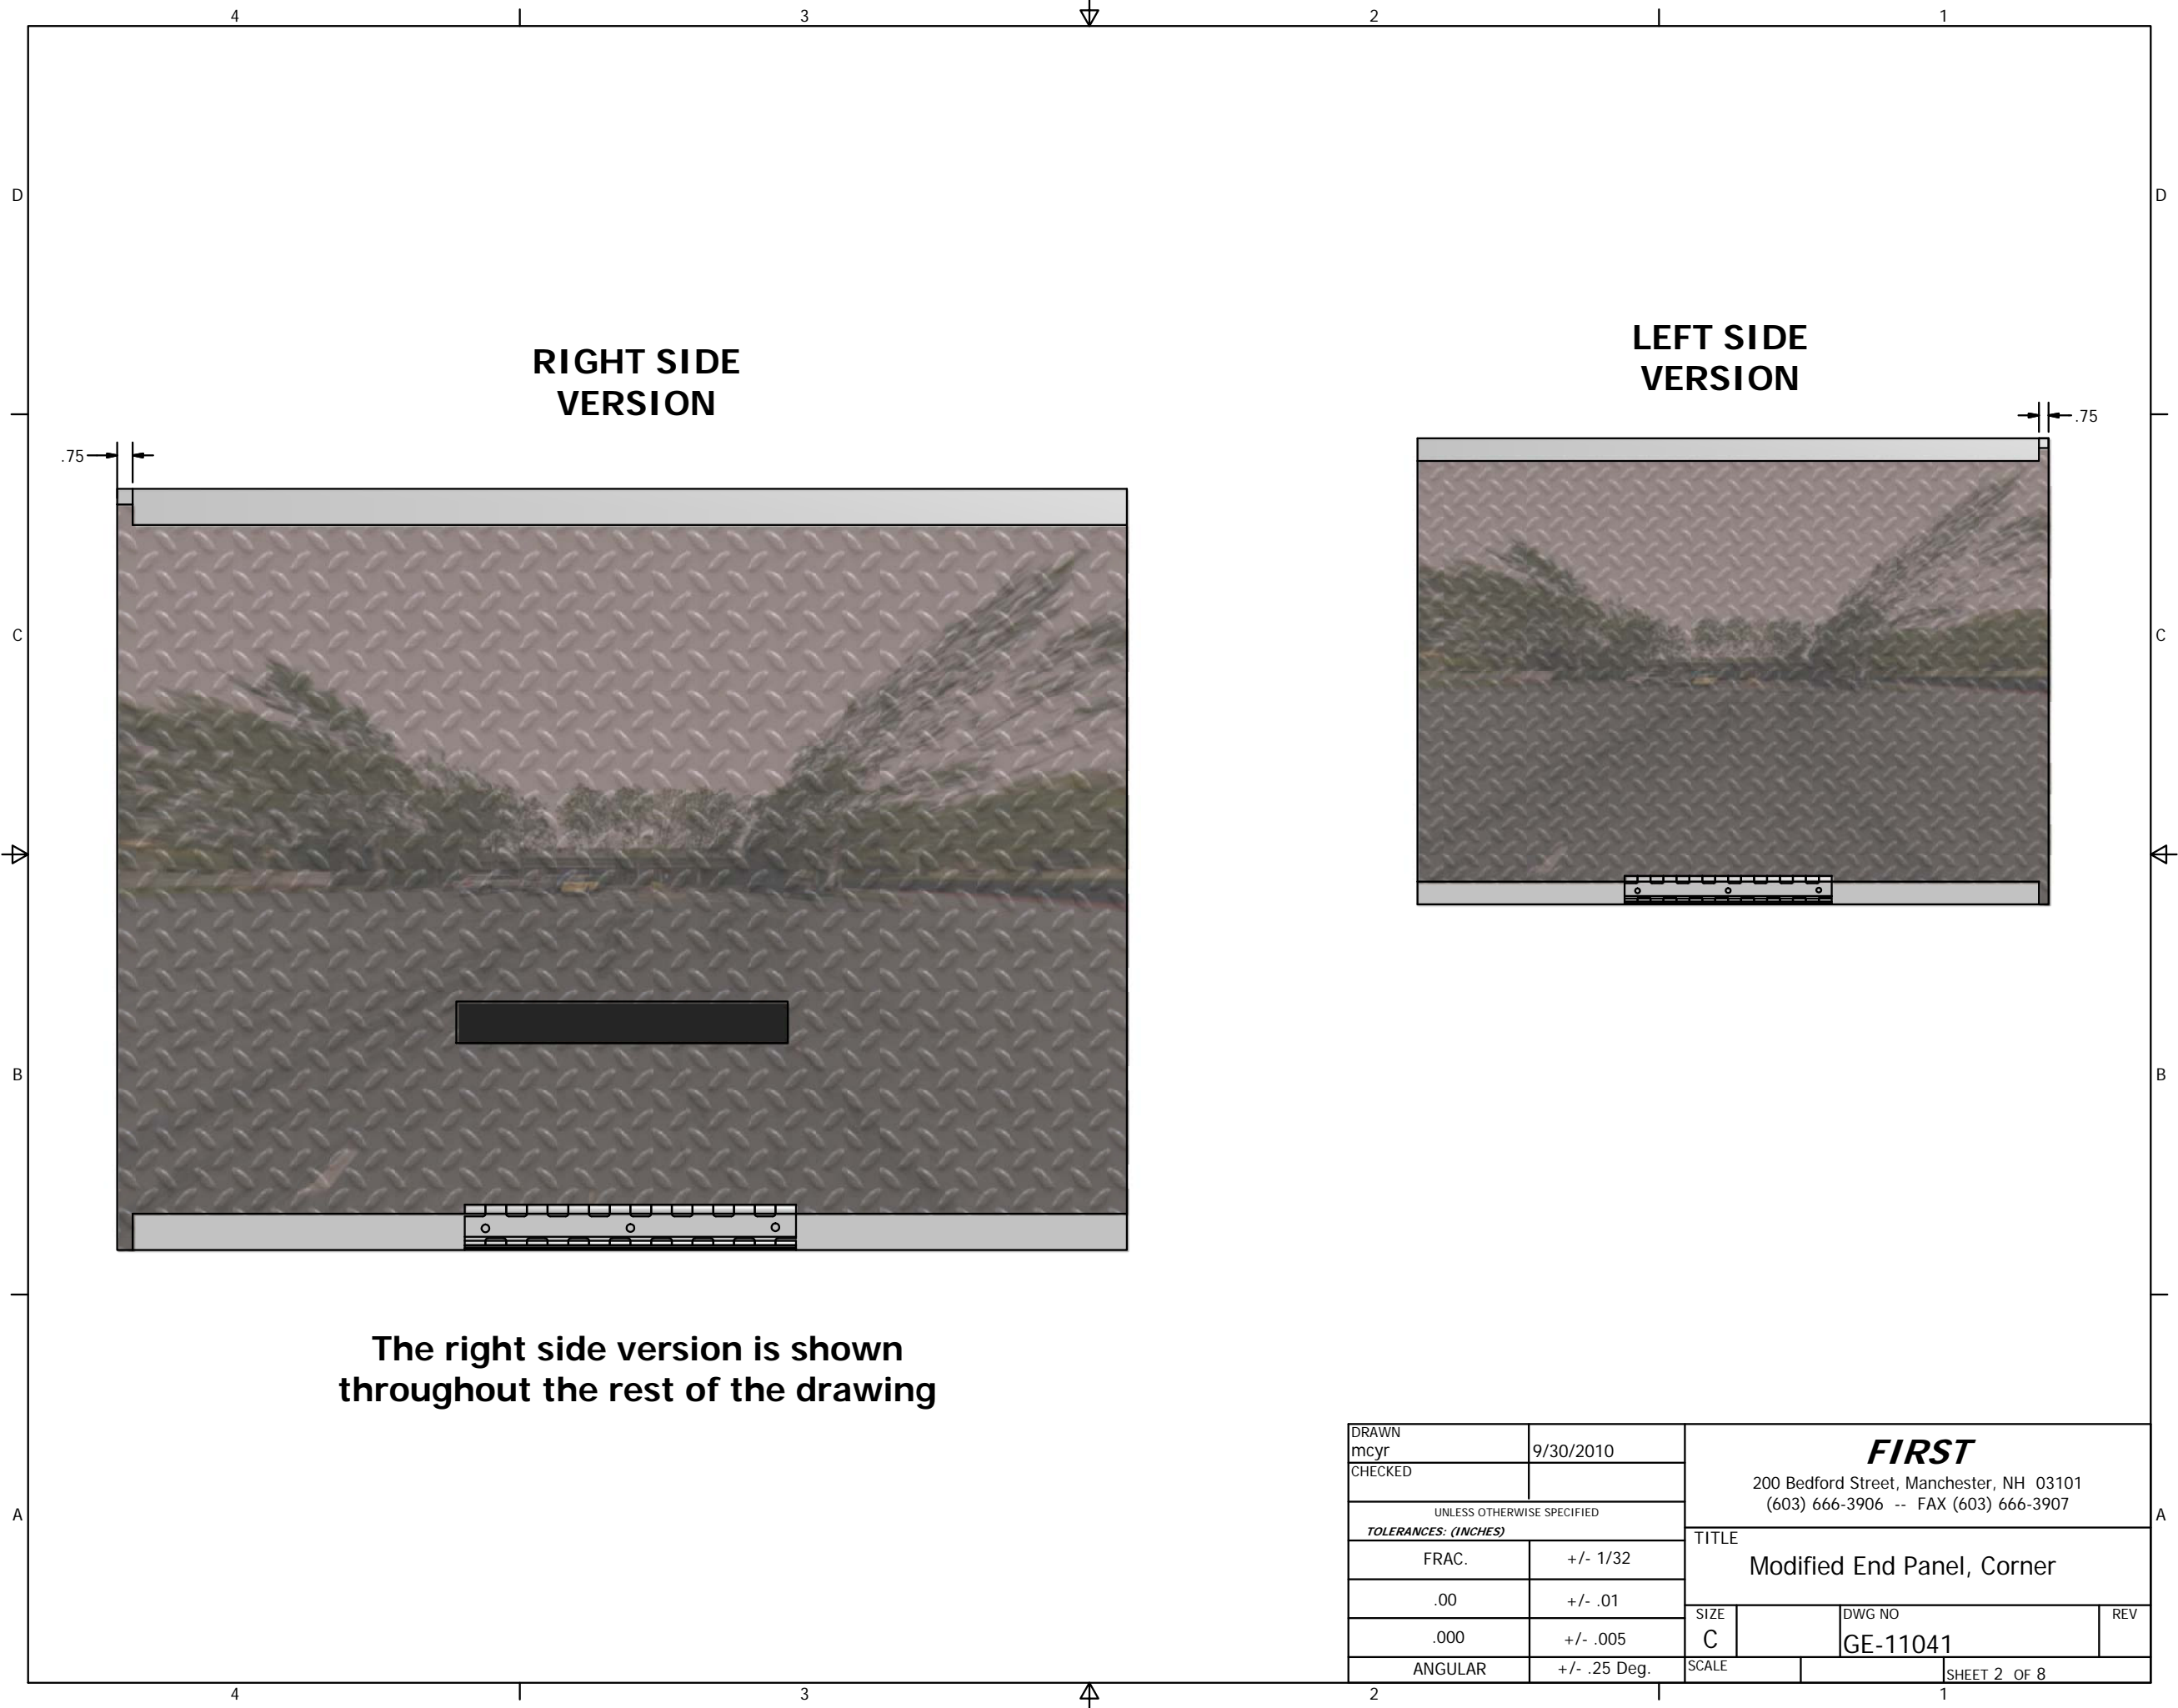 4 3 2 1
D D
RIGHT SIDE
VERSION
LEFT SIDE
VERSION
.75
.75
C C
B B
The right side version is shown
throughout the rest of the drawing
A A
DRAWN
mcyr 9/30/2010
CHECKED
UNLESS OTHERWISE SPECIFIED
TOLERANCES: (INCHES)
FRAC. +/- 1/32
.00 +/- .01
.000 +/- .005
ANGULAR +/- .25 Deg.
FIRST
200 Bedford Street, Manchester, NH 03101
(603) 666-3906 -- FAX (603) 666-3907
TITLE
Modified End Panel, Corner
SIZE
C
DWG NO
GE-11041
REV
SCALE
SHEET 2 OF 8
4 3 2 1